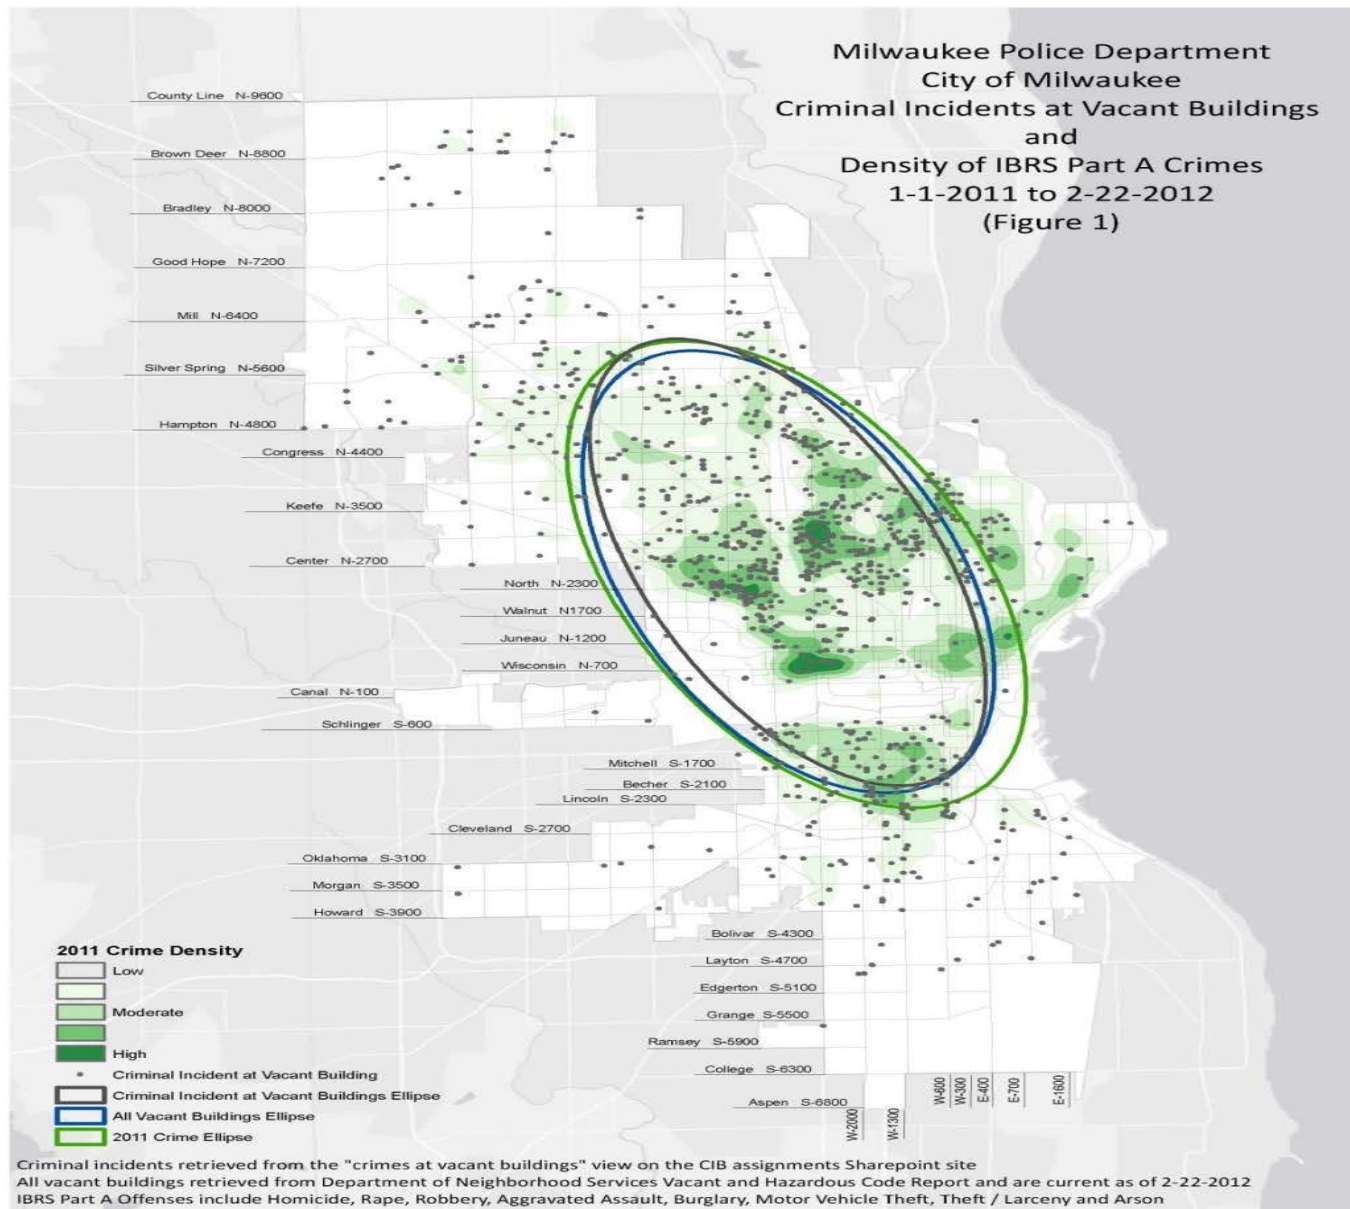 Milwaukee Police Department
City of Milwaukee
Criminal Incidents at Vacant Buildings
and
Density of IBRS Part A Crimes
1-1-2011 to 2-22-2012
(Figure 1)
County Line N-9600
Brown Deer N-8800
Bradley N-8000
Good Hope N-7200
Mill N-6400
Silver Spring N-5600
Hampton N-4800
Congress N-4400
Keefe N-3500
Center N-2700
North N-2300
Walnut N1700
Juneau N-1200
Wisconsin N-700
Canal N-100
Schlinger S-600
Mitchell S-1700
Becher S-2100
Lincoln S-2300
Cleveland S-2700
Oklahoma S-3100
Morgan S-3500
Howard S-3900
Bolivar S-4300
Layton S-4700
Edgerton S-5100
Grange S-5500
Ramsey S-5900
College S-6300
Aspen S-6800
W-2000
W-1300
W-600
W-300
E-400
E-700
E-1600
2011 Crime Density
Low
Moderate
High
Criminal Incident at Vacant Building
Criminal Incident at Vacant Buildings Ellipse
All Vacant Buildings Ellipse
2011 Crime Ellipse
Criminal incidents retrieved from the "crimes at vacant buildings" view on the CIB assignments Sharepoint site
All vacant buildings retrieved from Department of Neighborhood Services Vacant and Hazardous Code Report and are current as of 2-22-2012
IBRS Part A Offenses include Homicide, Rape, Robbery, Aggravated Assault, Burglary, Motor Vehicle Theft, Theft / Larceny and Arson